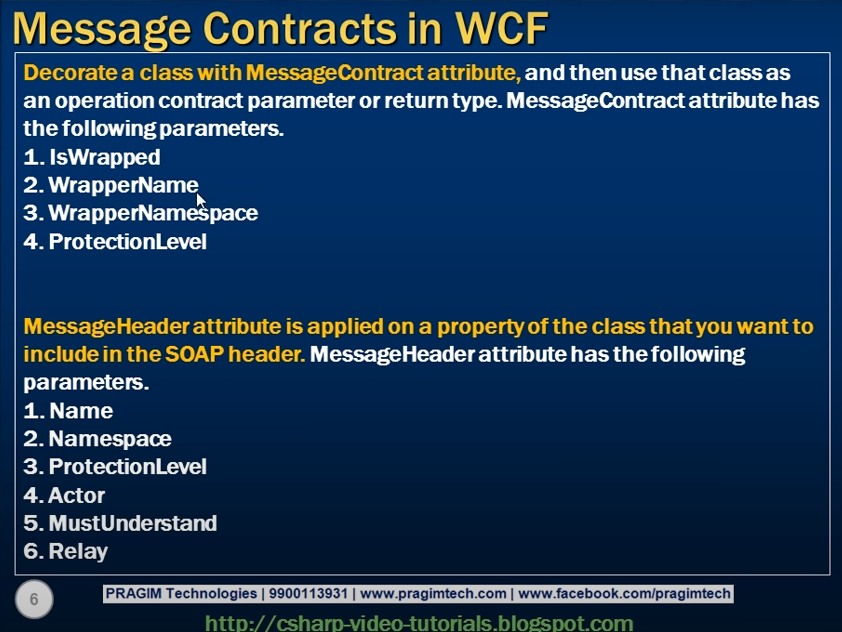 Message Contracts in WCF
Decorate a class with MessageContract attribute, and then use that class as
an operation contract parameter or return type. MessageContract attribute has
the following parameters.
1. IsWrapped
2. WrapperName
3. WrapperNamespace
4. ProtectionLevel
MessageHeader attribute is applied on a property of the class that you want to
include in the SOAP header. MessageHeader attribute has the following
parameters.
1. Name
2. Namespace
3. ProtectionLevel
4. Actor
5. MustUnderstand
6. Relay
6
PRAGIM Technologies | 9900113931 | www.pragimtech.com | www.facebook.com/pragimtech
http://csharp-video-tutorials.blogspot.com